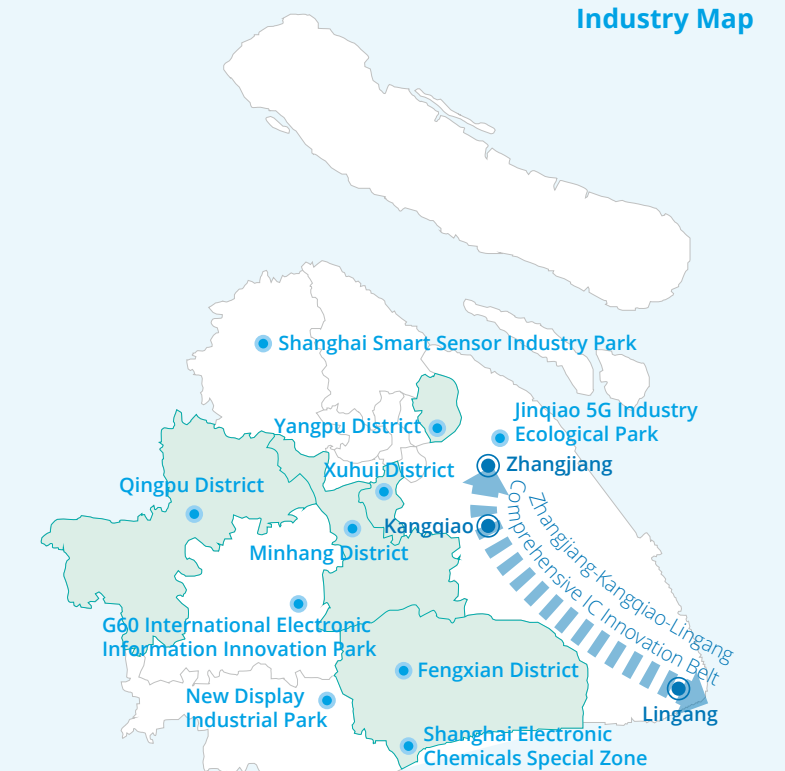 Industry Map
Shanghai Smart Sensor Industry Park
Jinqiao 5G Industry
Ecological Park
Yangpu District
Zhangjiang
Xuhui District
Qingpu District
Kangqiao
Zhangjiang-Kangqiao-Lingang
Comprehensive IC Innovation Belt
Minhang District
G60 International Electronic
Information Innovation Park
Fengxian District
New Display
Industrial Park
Lingang
Shanghai Electronic
Chemicals Special Zone